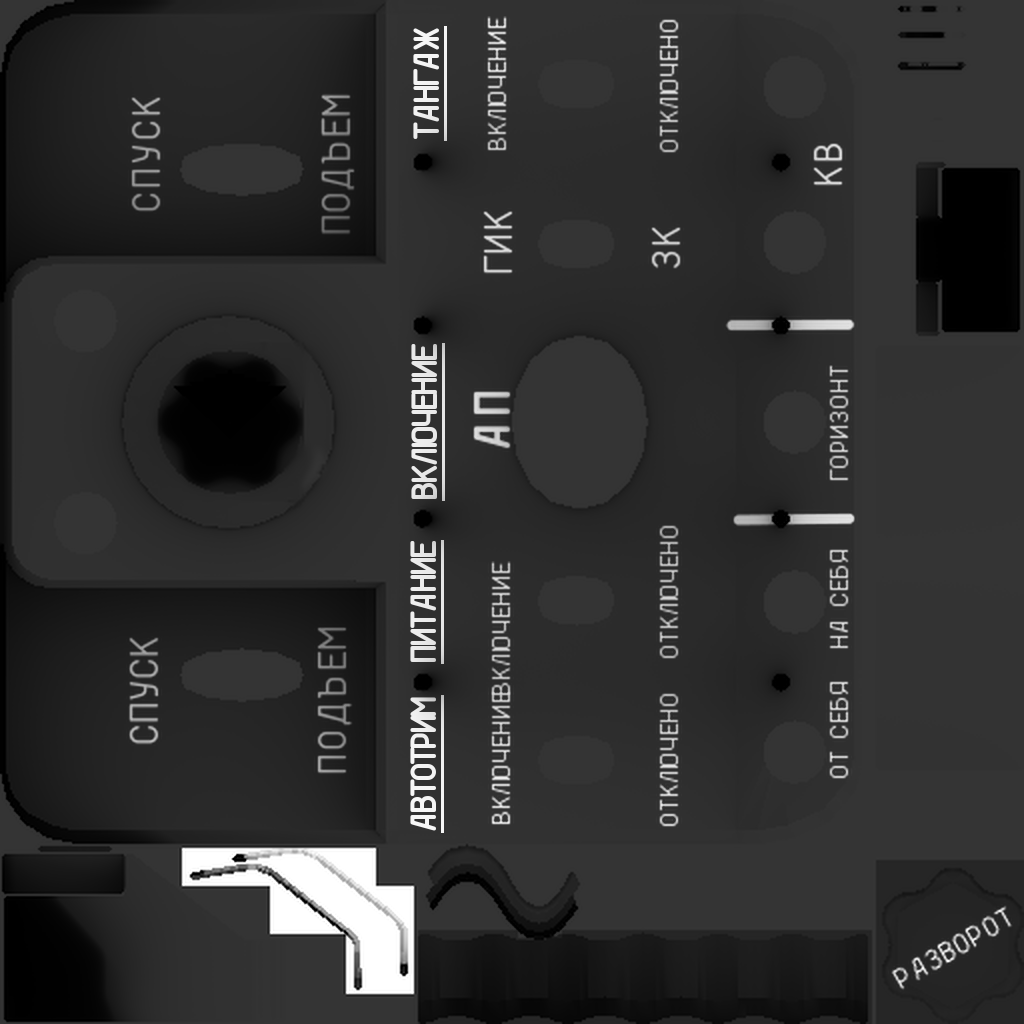 СПУСК
ПОДЪЕМ
СПУСК
ПОДЪЕМ
ТАНГАЖ
ВКЛЮЧЕНИЕ
ПИТАНИЕ
АВТОТРИМ
ВКЛЮЧЕНИЕ
ГИК
АП
ВКЛЮЧЕНИЕ
ВКЛЮЧЕНИЕ
ОТКЛЮЧЕНО
ЗК
ОТКЛЮЧЕНО
ОТКЛЮЧЕНО
КВ
ГОРИЗОНТ
НА СЕБЯ
ОТ СЕБЯ
РАЗВОРОТ